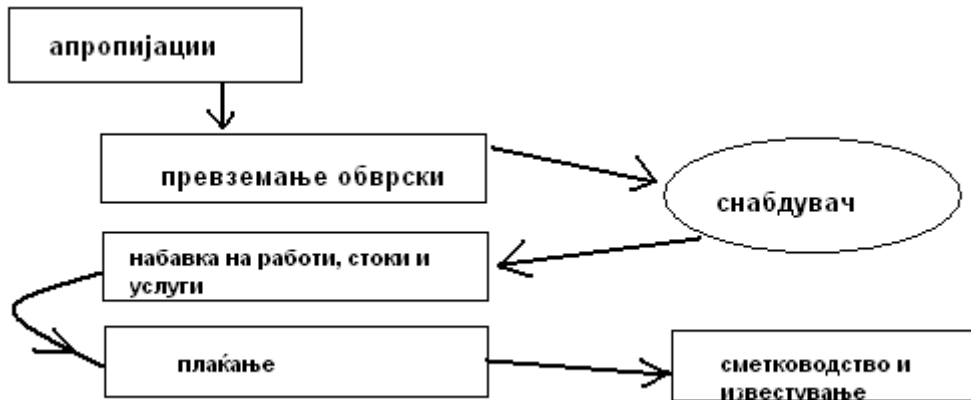 апропијации
превземање обврски
снабдувач
набавка на работи, стоки и
услуги
плаќање
сметководство и
известување